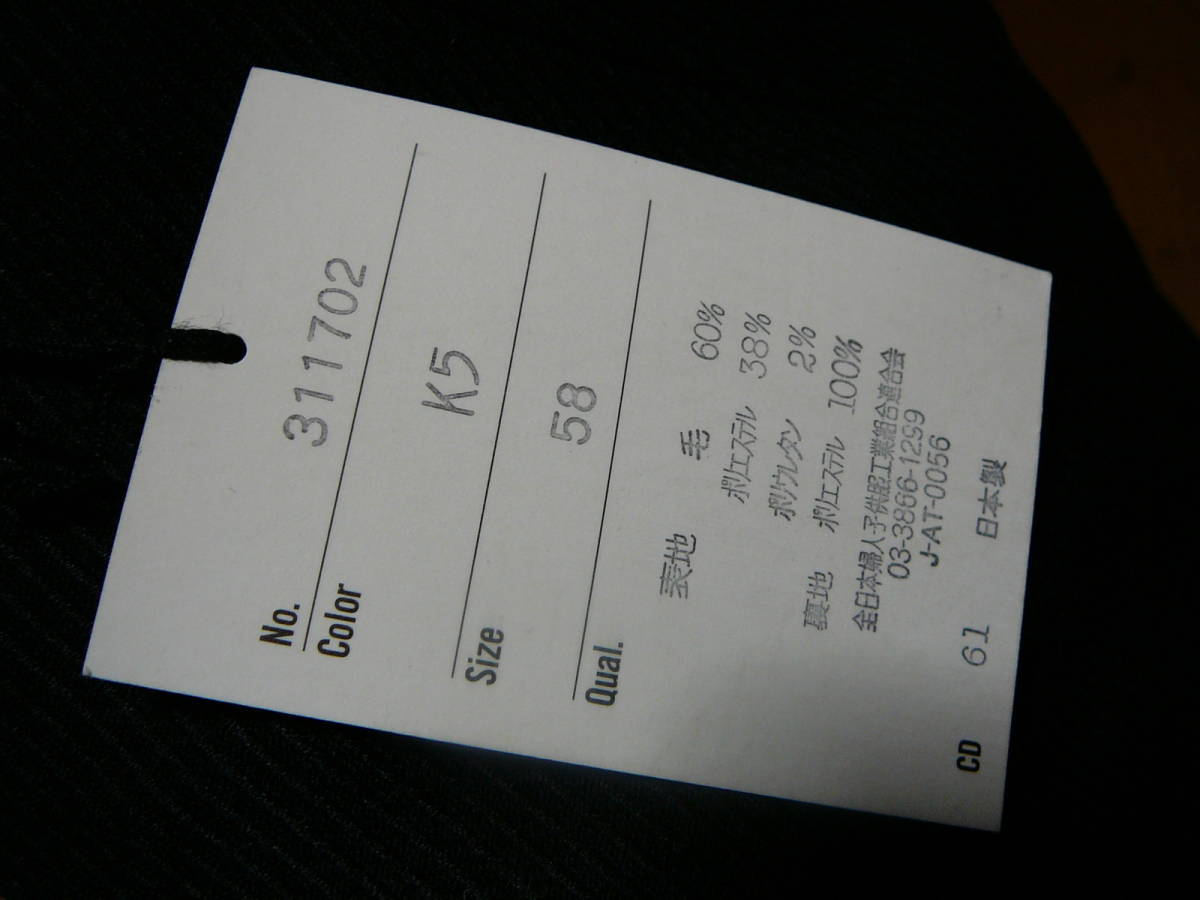 No. 311702
Color K5
Size 58
Qual.
表地 毛 60%
ポリエステル 38%
ポリウレタン 2%
裏地 ポリエステル 100%
全日本婦人子供服工業組合連合会
03-3866-1299
J-AT-0056
CD 61 日本製